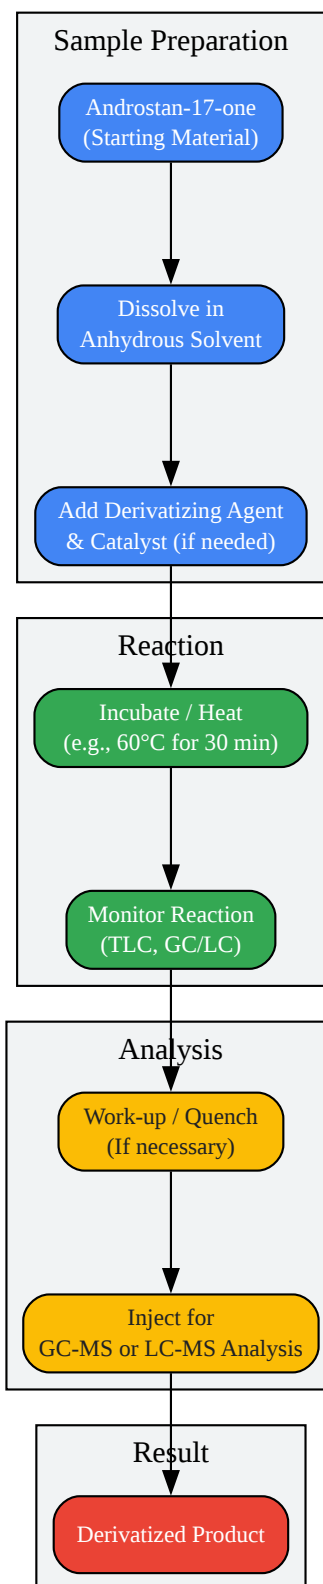 Sample Preparation
Androstan-17-one
(Starting Material)
Dissolve in
Anhydrous Solvent
Add Derivatizing Agent
& Catalyst (if needed)
Reaction
Incubate / Heat
(e.g., 60°C for 30 min)
Monitor Reaction
(TLC, GC/LC)
Analysis
Work-up / Quench
(If necessary)
Inject for
GC-MS or LC-MS Analysis
Result
Derivatized Product